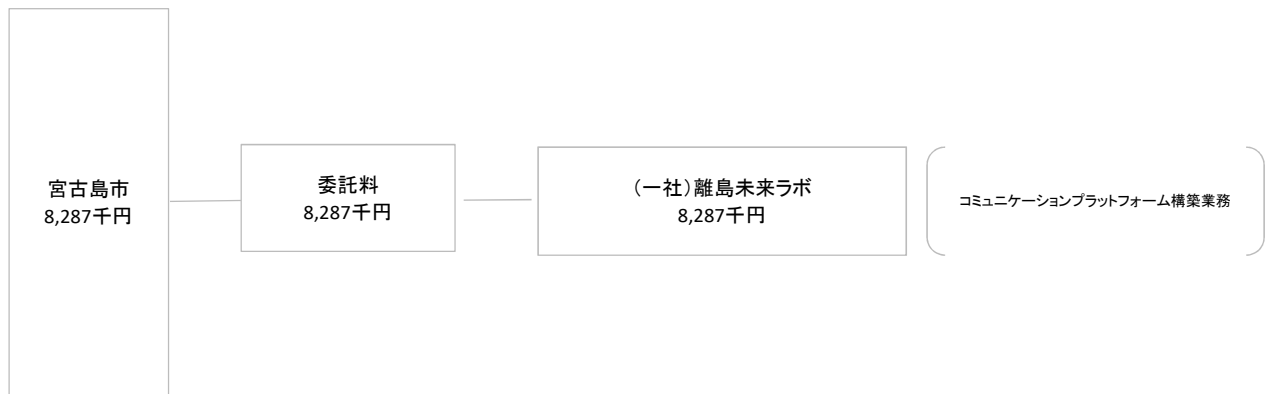 宮古島市
8,287千円
委託料
8,287千円
（一社）離島未来ラボ
8,287千円
コミュニケーションプラットフォーム構築業務